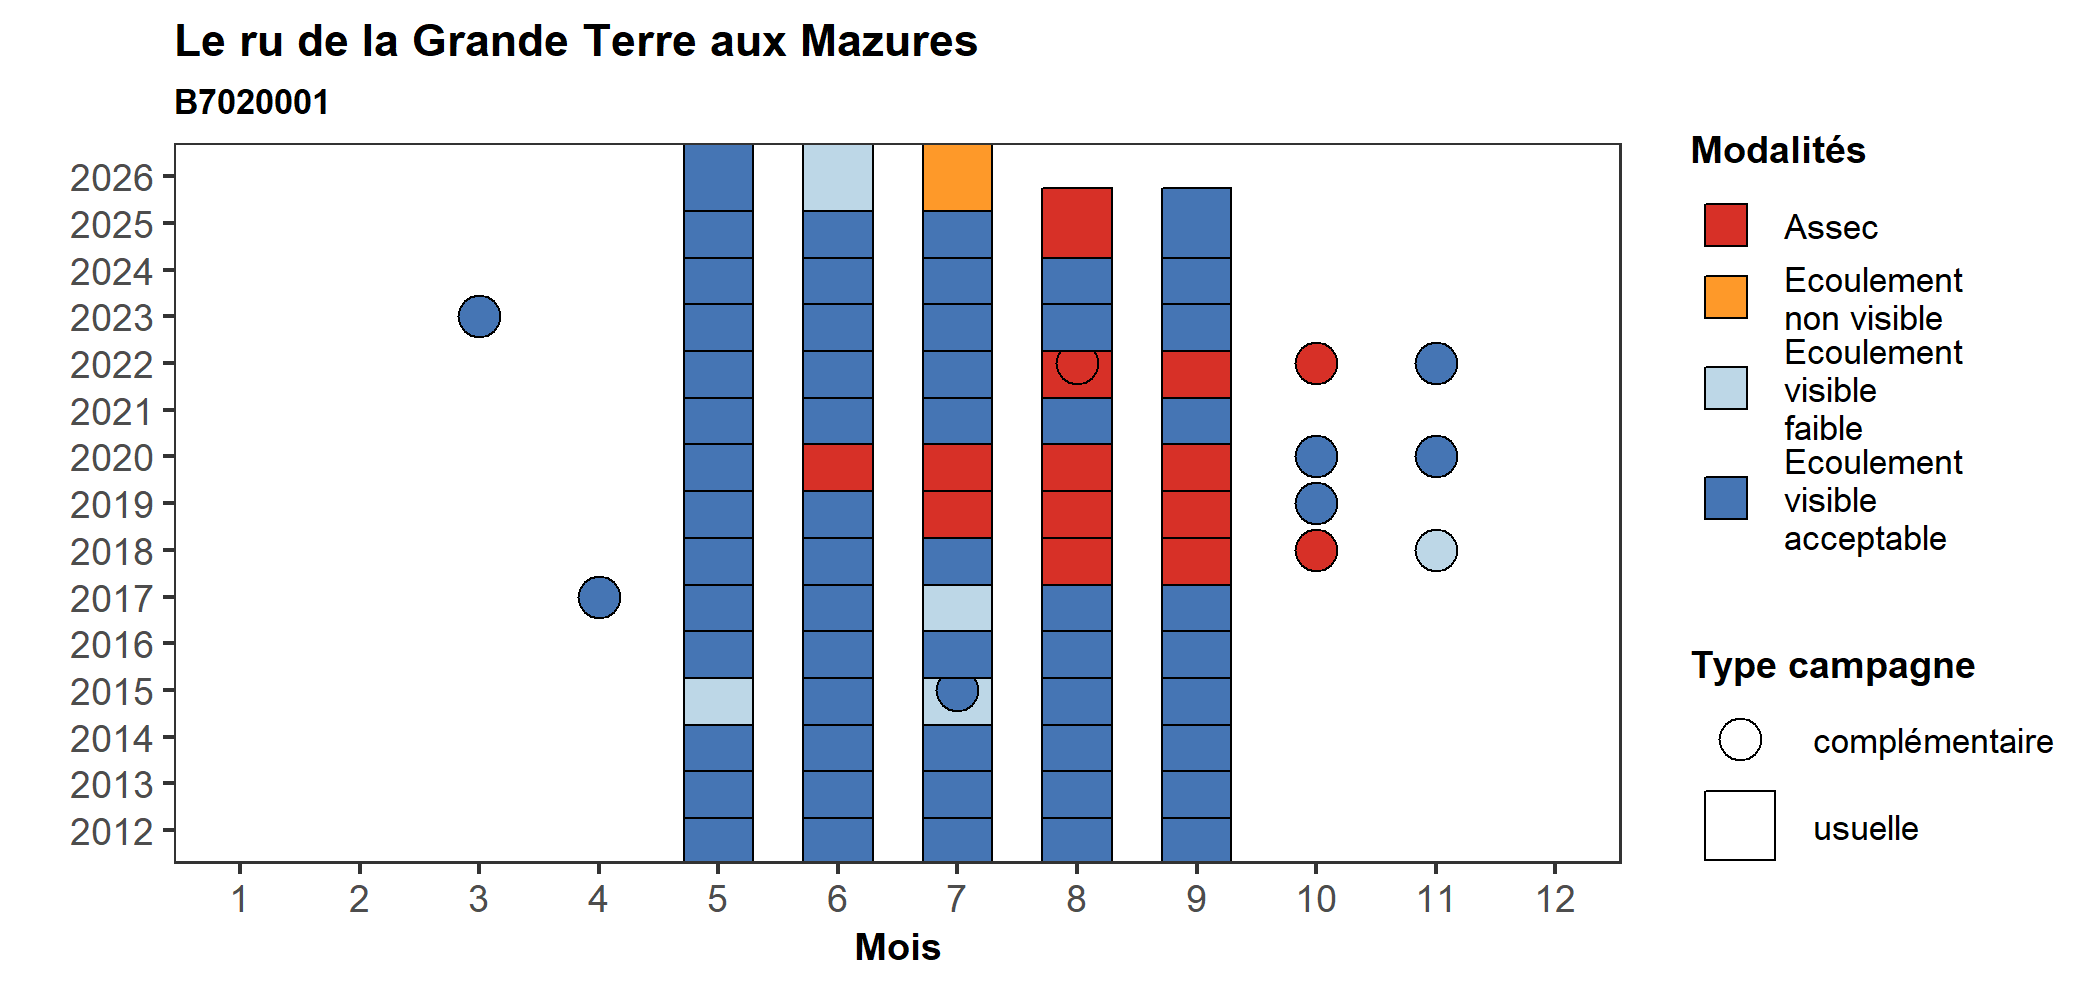 Le ru de la Grande Terre aux Mazures
B7020001
2026
2025
2024
2023
2022
2021
2020
2019
2018
2017
2016
2015
2014
2013
2012
1 2 3 4 5 6 7 8 9 10 11 12
Mois
Modalités
Assec
Ecoulement
non visible
Ecoulement
visible
faible
Ecoulement
visible
acceptable
Type campagne
complémentaire
usuelle